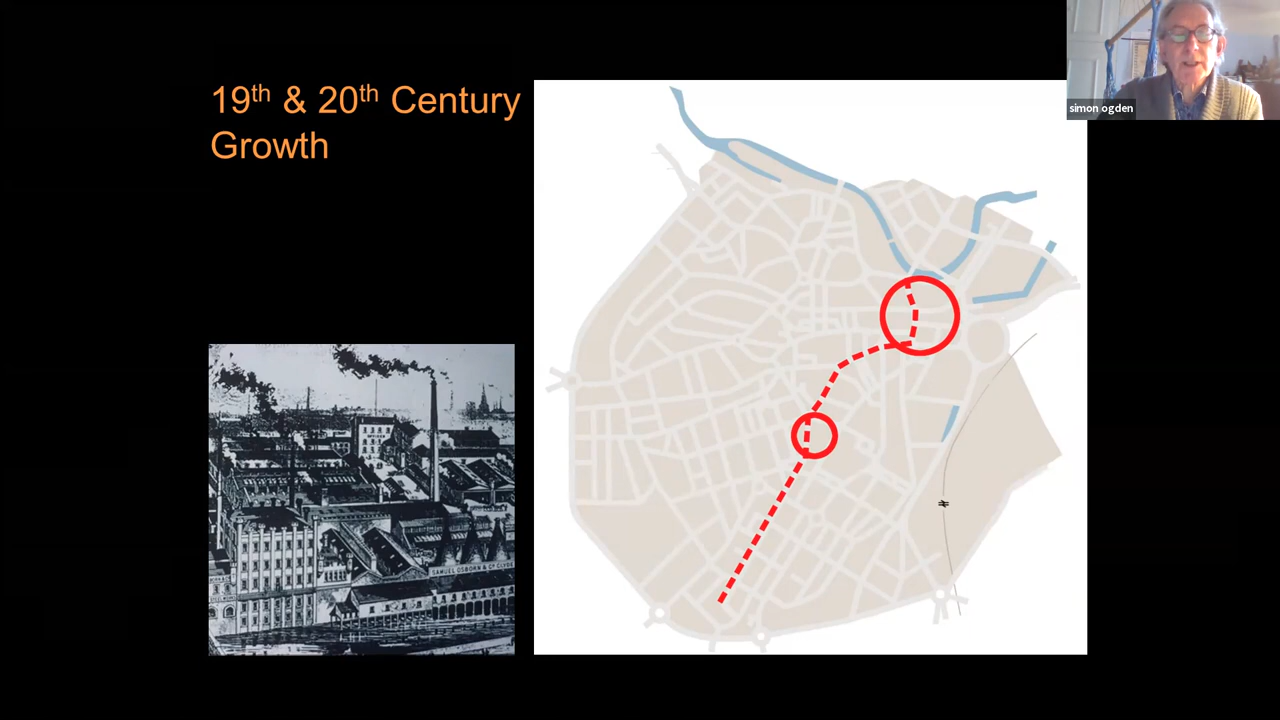 19th & 20th Century
Growth
simon ogden
SAMUEL OSBORN & CO CLYDE